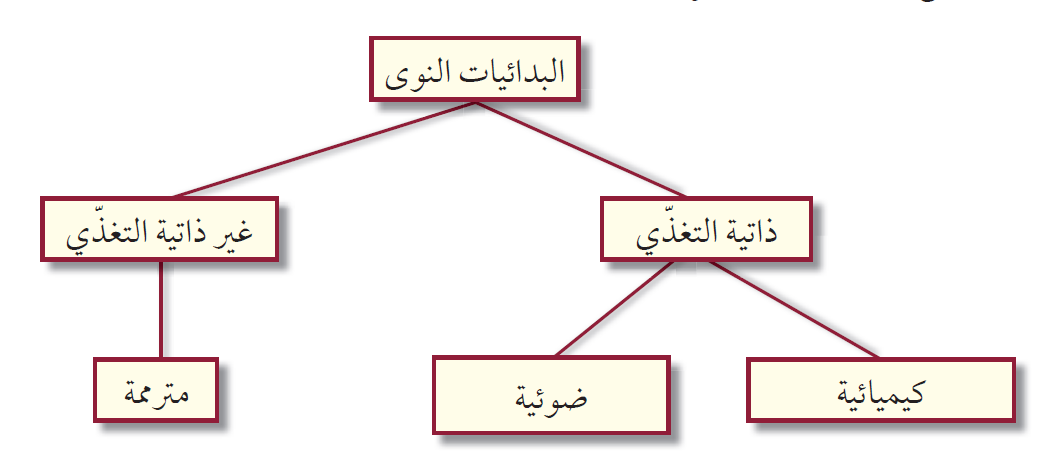 البدائيات النوى
ذاتية التغذّي
غير ذاتية التغذّي
كيميائية
ضوئية
مترممة